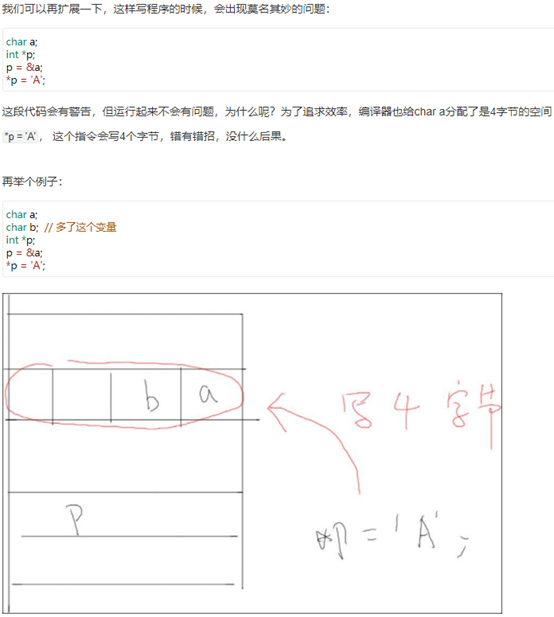 我们可以再扩展一下，这样写程序的时候，会出现莫名其妙的问题：
char a;
int *p;
p = &a;
*p = 'A';
这段代码会有警告，但运行起来不会有问题，为什么呢？为了追求效率，编译器也给char a分配了是4字节的空间
*p = 'A'， 这个指令会写4个字节，错有错招，没什么后果。
再举个例子：
char a;
char b; // 多了这个变量
int *p;
p = &a;
*p = 'A';
b a
写 4 字节
P
*p = 'A' ;